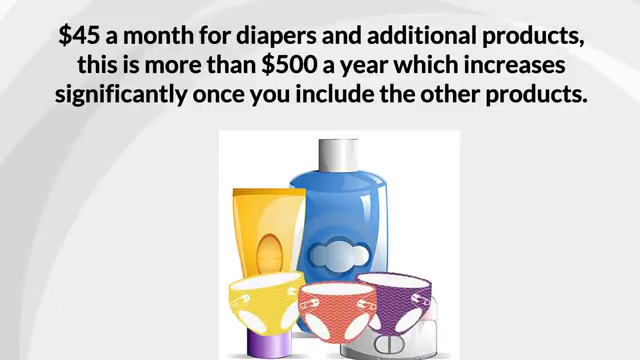 $45 a month for diapers and additional products,
this is more than $500 a year which increases
significantly once you include the other products.